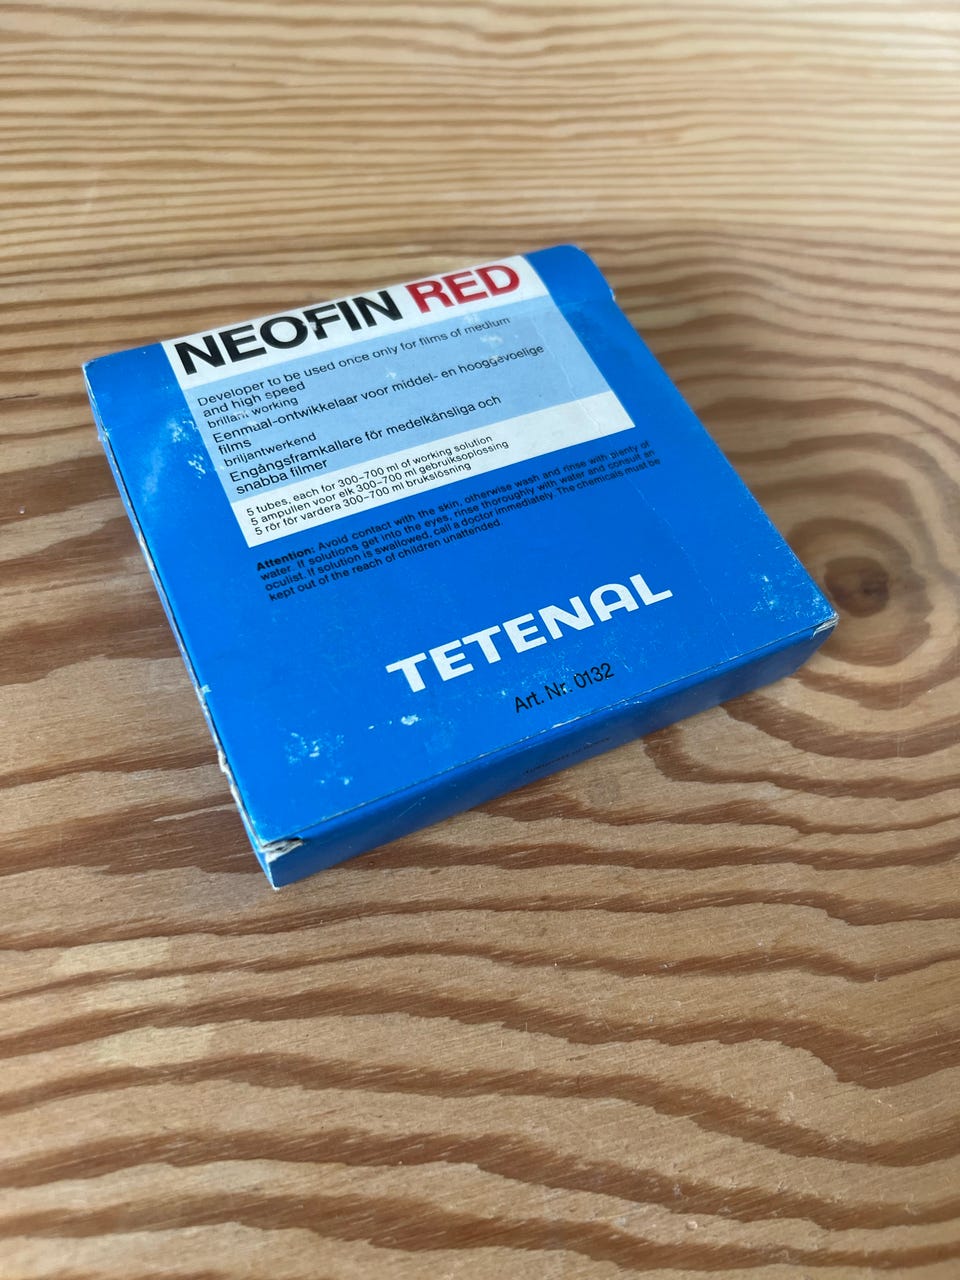 NEOFIN RED
Developer to be used once only for films of medium
and high speed
brillant working
Eenmaal-ontwikkelaar voor middel- en hooggevoelige
films
briljantwerkend
Engångsframkallare för medelkänsliga och
snabba filmer
5 tubes, each for 300–700 ml of working solution
5 ampullen voor elk 300–700 ml gebruiksoplossing
5 rör för vardera 300–700 ml brukslösning
Attention: Avoid contact with the skin, otherwise wash and rinse with plenty of
water. If solutions get into the eyes, rinse thoroughly with water and consult an
oculist. If solution is swallowed, call a doctor immediately. The chemicals must be
kept out of the reach of children unattended.
TETENAL
Art. Nr. 0132